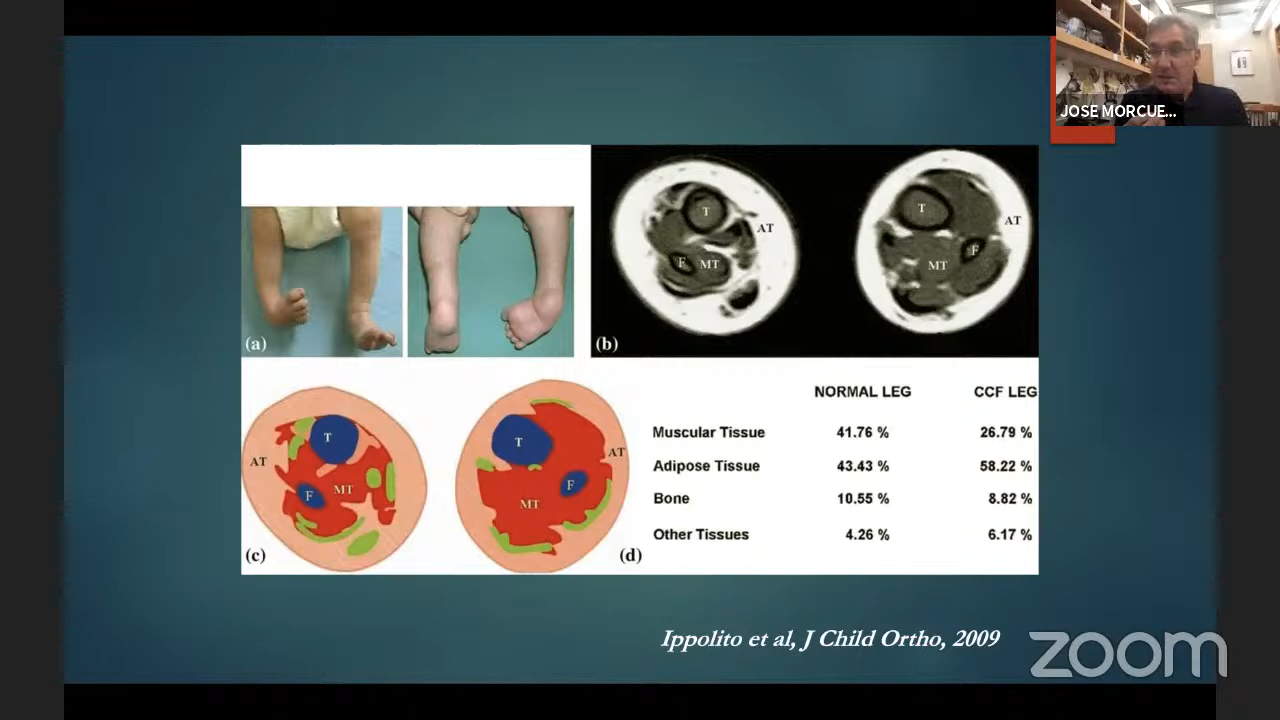 JOSE MORCUE...
T
AT
F
MT
T
AT
F
MT
(a)
(b)
T
AT
F
MT
(c)
T
AT
F
MT
(d)
NORMAL LEG CCF LEG
Muscular Tissue 41.76 % 26.79 %
Adipose Tissue 43.43 % 58.22 %
Bone 10.55 % 8.82 %
Other Tissues 4.26 % 6.17 %
Ippolito et al, J Child Ortho, 2009
zoom